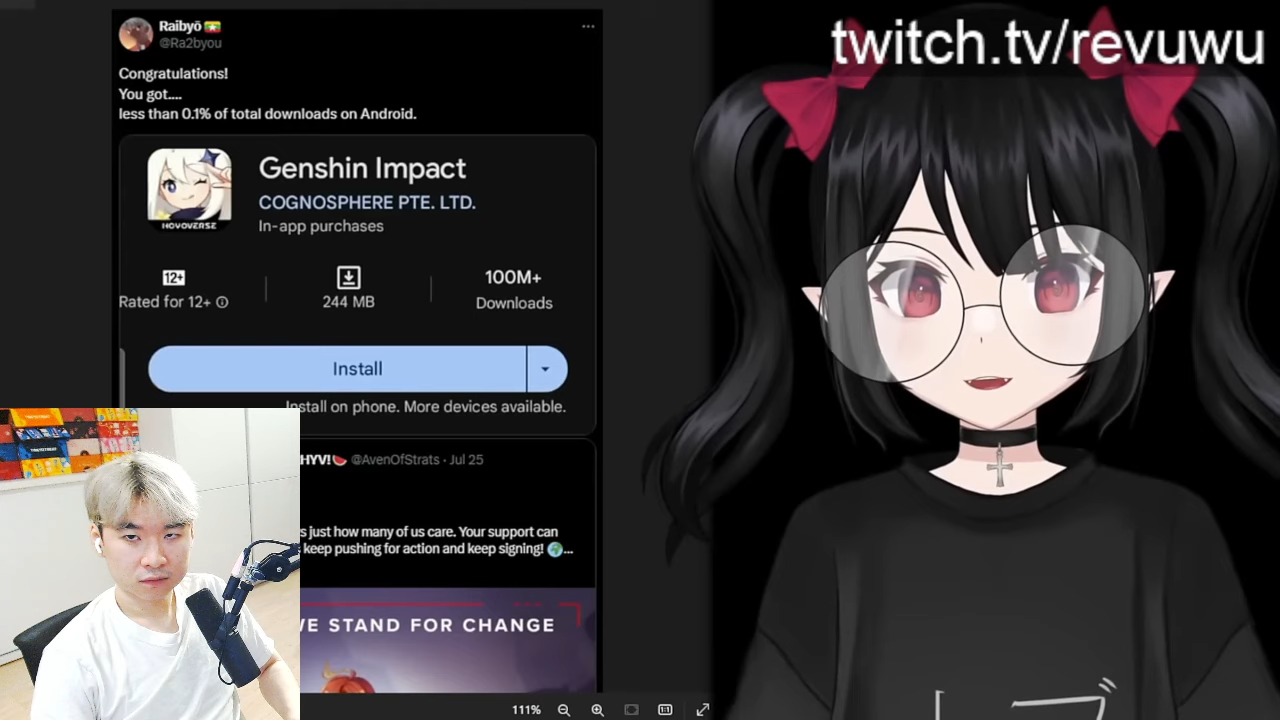 twitch.tv/revuwu
Raibyō
@Ra2byou
Congratulations!
You got....
less than 0.1% of total downloads on Android.
Genshin Impact
COGNOSPHERE PTE. LTD.
In-app purchases
HOYOVERSE
12+
Rated for 12+
244 MB
100M+
Downloads
Install
Install on phone. More devices available.
HYV! @AvenOfStrats · Jul 25
s just how many of us care. Your support can
keep pushing for action and keep signing! ...
WE STAND FOR CHANGE
111%
1:1